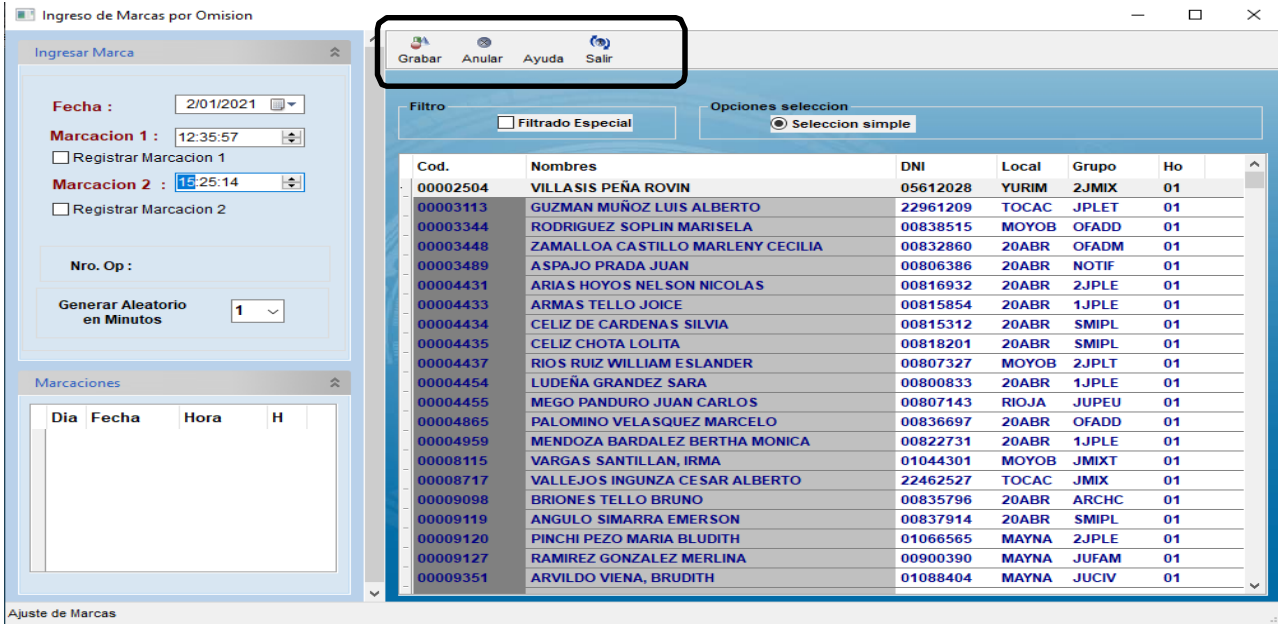 Ingreso de Marcas por Omision
Ingresar Marca
Fecha : 2/01/2021
Marcacion 1 : 12:35:57
Registrar Marcacion 1
Marcacion 2 : 15:25:14
Registrar Marcacion 2
Nro. Op :
Generar Aleatorio
en Minutos 1
Marcaciones
Dia Fecha Hora H
Grabar Anular Ayuda Salir
Filtro
Filtrado Especial
Opciones seleccion
Seleccion simple
Cod. Nombres DNI Local Grupo Ho
00002504 VILLASIS PEÑA ROVIN 05612028 YURIM 2JMIX 01
00003113 GUZMAN MUÑOZ LUIS ALBERTO 22961209 TOCAC JPLET 01
00003344 RODRIGUEZ SOPLIN MARISELA 00838515 MOYOB OFADD 01
00003448 ZAMALLOA CASTILLO MARLENY CECILIA 00832860 20ABR OFADM 01
00003489 ASPAJO PRADA JUAN 00806386 20ABR NOTIF 01
00004431 ARIAS HOYOS NELSON NICOLAS 00816932 20ABR 2JPLE 01
00004433 ARMAS TELLO JOICE 00815854 20ABR 1JPLE 01
00004434 CELIZ DE CARDENAS SILVIA 00815312 20ABR SMIPL 01
00004435 CELIZ CHOTA LOLITA 00818201 20ABR SMIPL 01
00004437 RIOS RUIZ WILLIAM ESLANDER 00807327 MOYOB 2JPLT 01
00004454 LUDEÑA GRANDEZ SARA 00800833 20ABR 1JPLE 01
00004455 MEGO PANDURO JUAN CARLOS 00807143 RIOJA JUPEU 01
00004865 PALOMINO VELASQUEZ MARCELO 00836697 20ABR OFADD 01
00004959 MENDOZA BARDALEZ BERTHA MONICA 00822731 20ABR 1JPLE 01
00008115 VARGAS SANTILLAN, IRMA 01044301 MOYOB JMIXT 01
00008717 VALLEJOS INGUNZA CESAR ALBERTO 22462527 TOCAC JMIX 01
00009098 BRIONES TELLO BRUNO 00835796 20ABR ARCHC 01
00009119 ANGULO SIMARRA EMERSON 00837914 20ABR SMIPL 01
00009120 PINCHI PEZO MARIA BLUDITH 01066565 MAYNA 2JPLE 01
00009127 RAMIREZ GONZALEZ MERLINA 00900390 MAYNA JUFAM 01
00009351 ARVILDO VIENA, BRUDITH 01088404 MAYNA JUCIV 01
Ajuste de Marcas